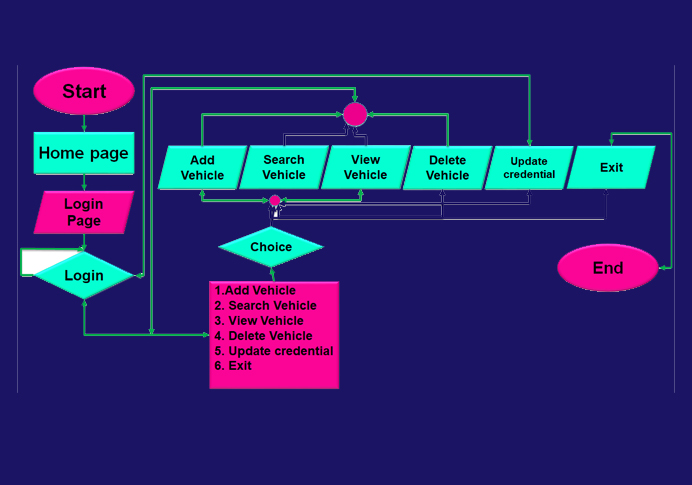 Start
Home page
Login
Page
Login
Add
Vehicle
Search
Vehicle
View
Vehicle
Delete
Vehicle
Update
credential
Exit
Choice
End
1.Add Vehicle
2. Search Vehicle
3. View Vehicle
4. Delete Vehicle
5. Update credential
6. Exit